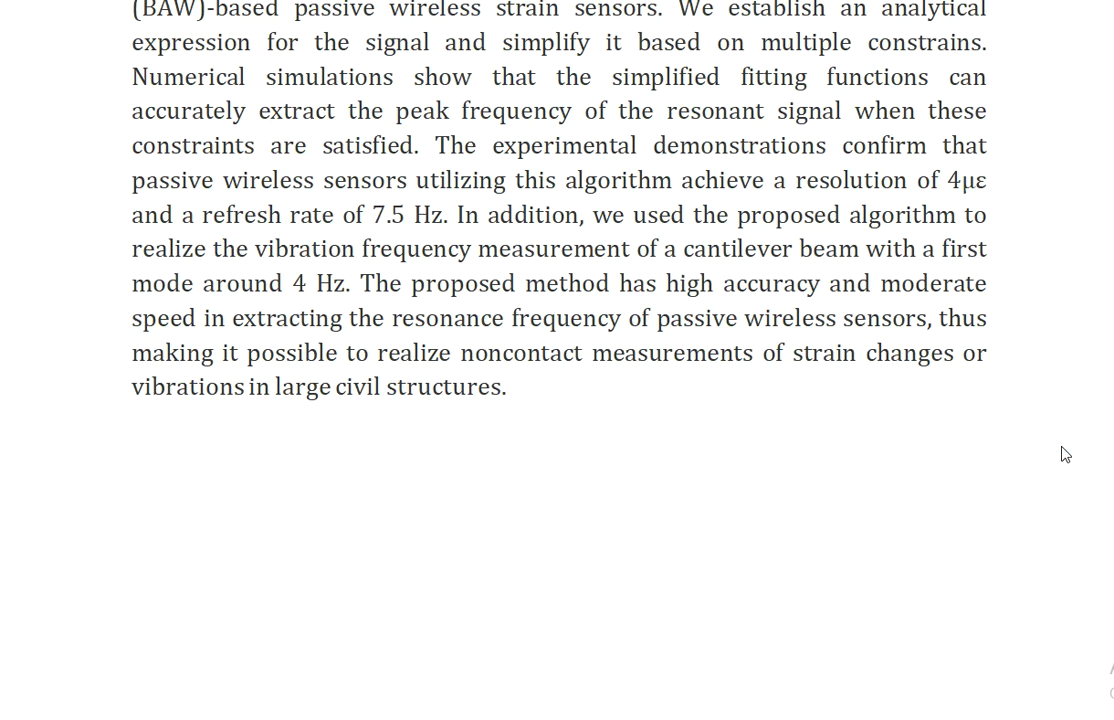 (BAW)-based passive wireless strain sensors. We establish an analytical
expression for the signal and simplify it based on multiple constrains.
Numerical simulations show that the simplified fitting functions can
accurately extract the peak frequency of the resonant signal when these
constraints are satisfied. The experimental demonstrations confirm that
passive wireless sensors utilizing this algorithm achieve a resolution of 4με
and a refresh rate of 7.5 Hz. In addition, we used the proposed algorithm to
realize the vibration frequency measurement of a cantilever beam with a first
mode around 4 Hz. The proposed method has high accuracy and moderate
speed in extracting the resonance frequency of passive wireless sensors, thus
making it possible to realize noncontact measurements of strain changes or
vibrations in large civil structures.